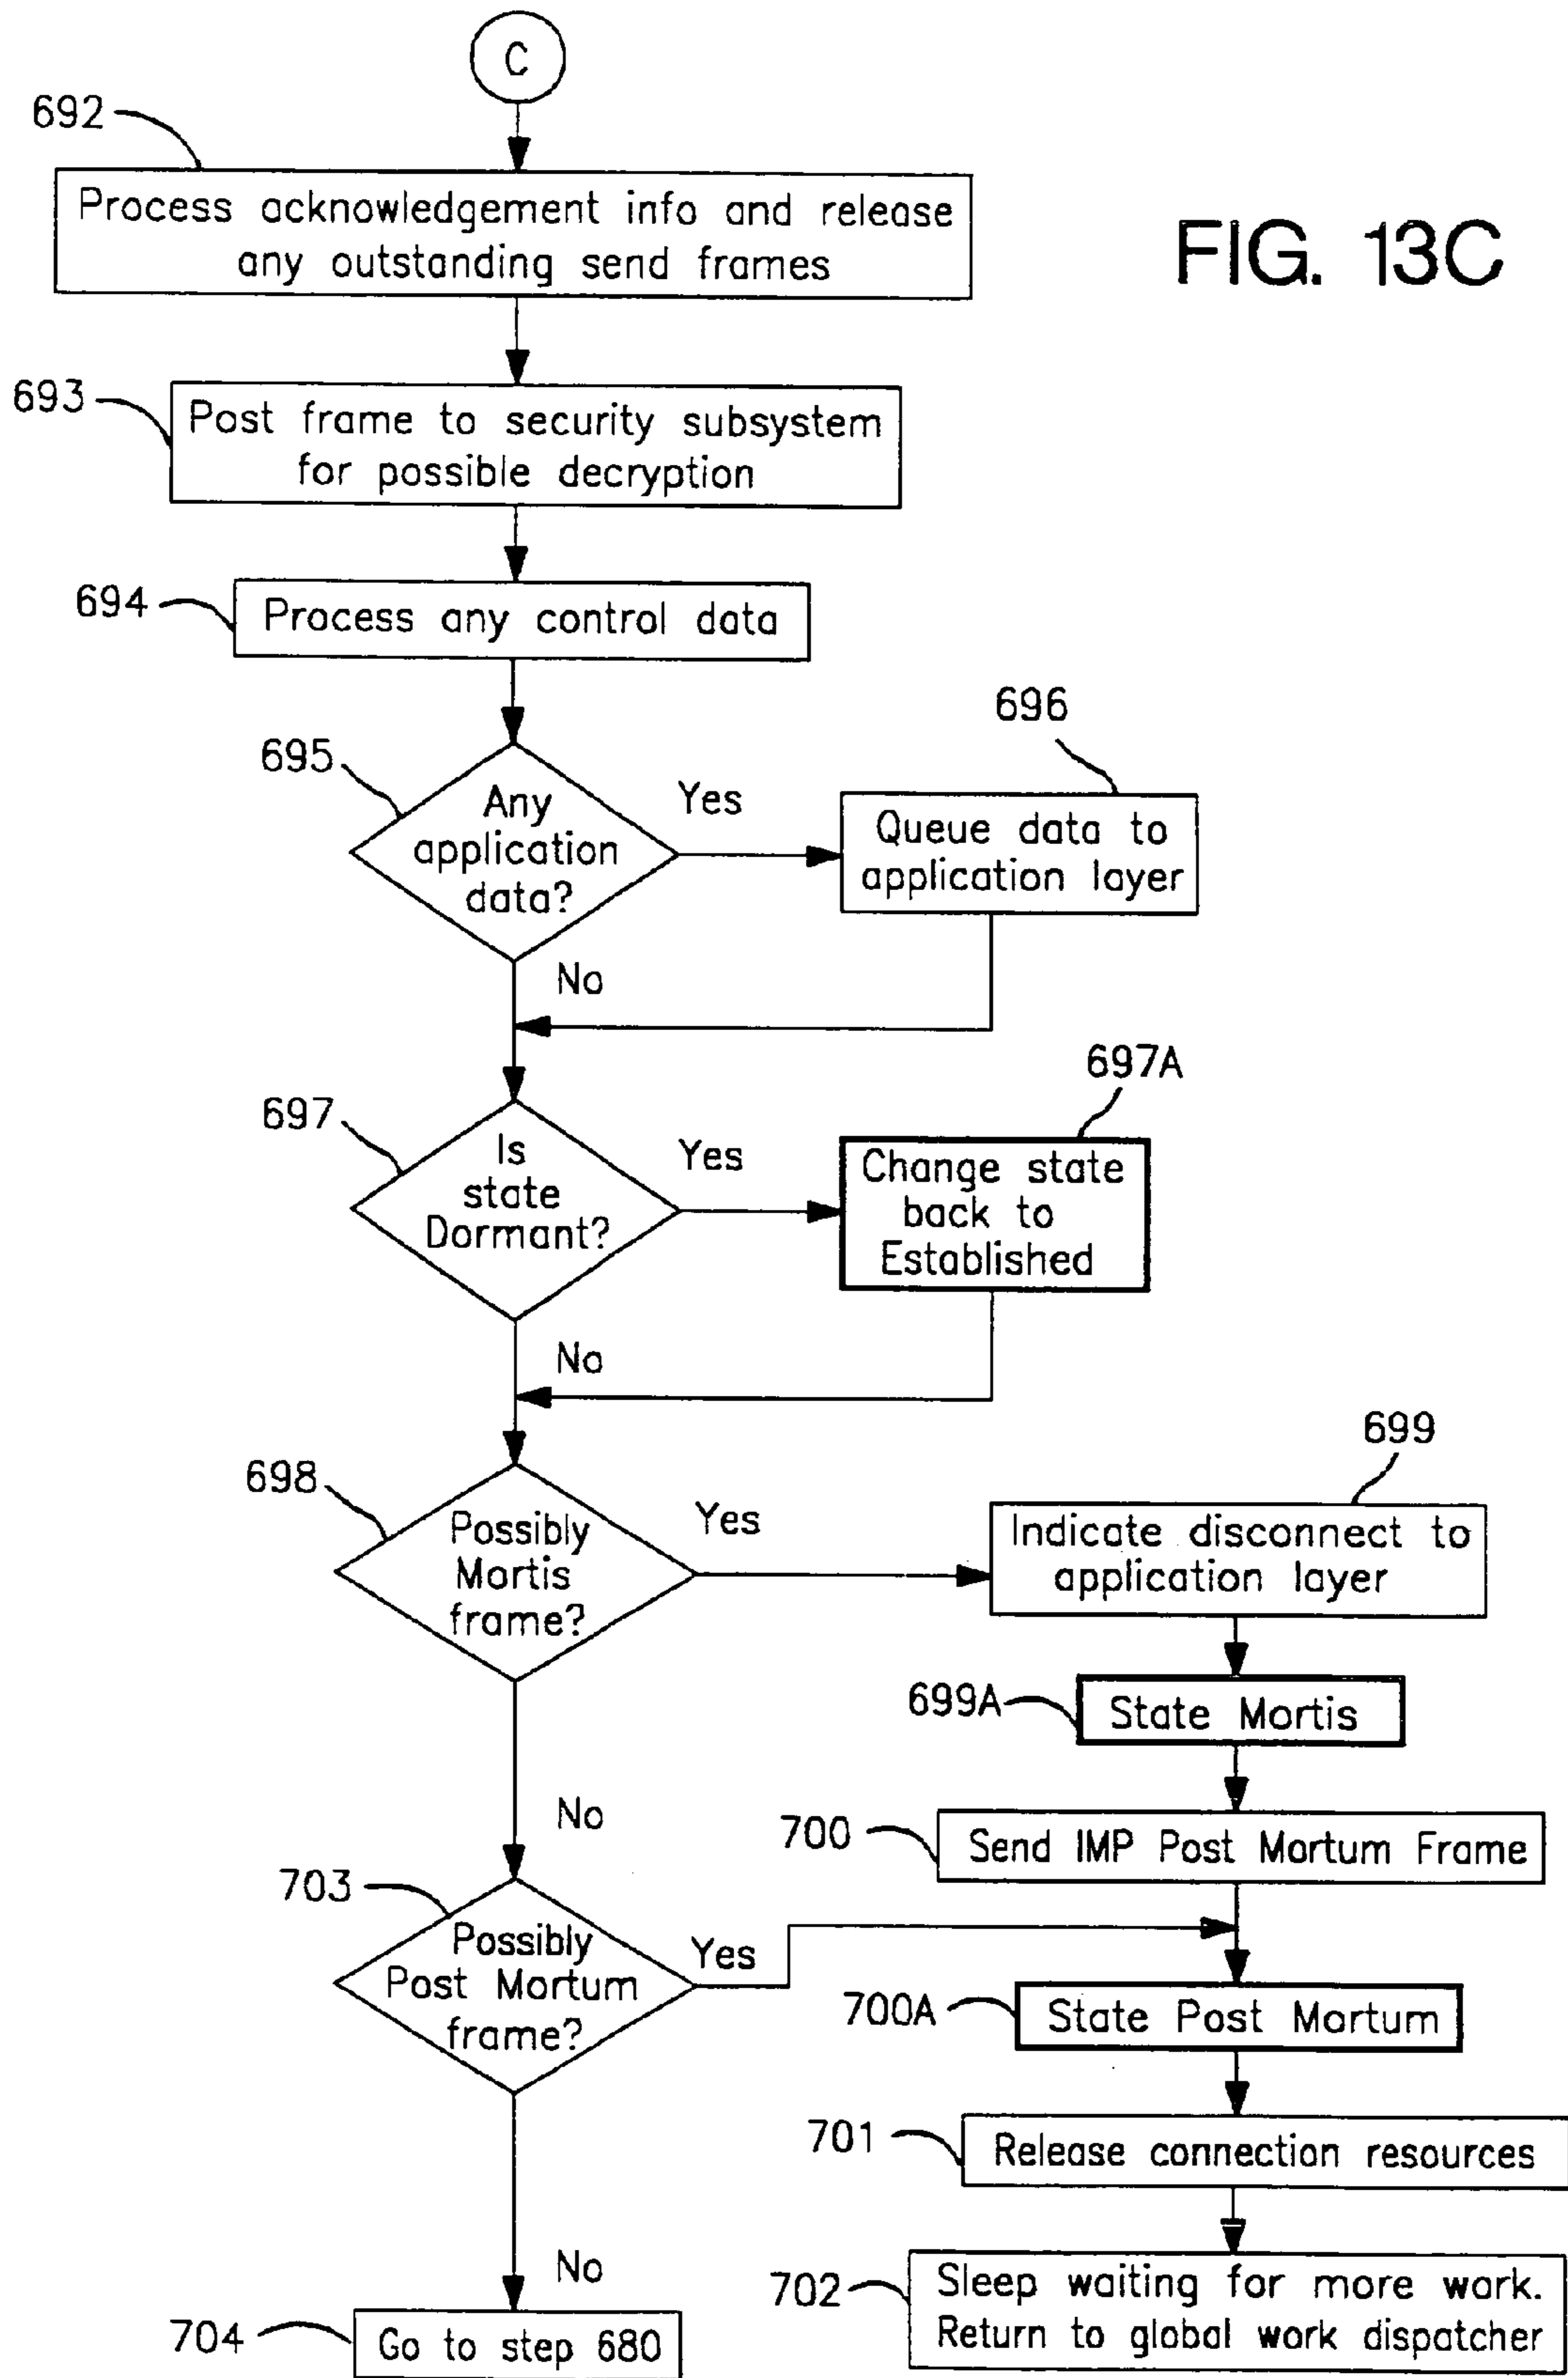 C
692
Process acknowledgement info and release
any outstanding send frames
FIG. 13C
693
Post frame to security subsystem
for possible decryption
694
Process any control data
695
Any
application
data?
Yes
696
Queue data to
application layer
No
697
Is
state
Dormant?
Yes
697A
Change state
back to
Established
No
698
Possibly
Mortis
frame?
Yes
699
Indicate disconnect to
application layer
699A
State Mortis
No
700
Send IMP Post Mortum Frame
703
Possibly
Post Mortum
frame?
Yes
700A
State Post Mortum
701
Release connection resources
No
702
Sleep waiting for more work.
Return to global work dispatcher
704
Go to step 680